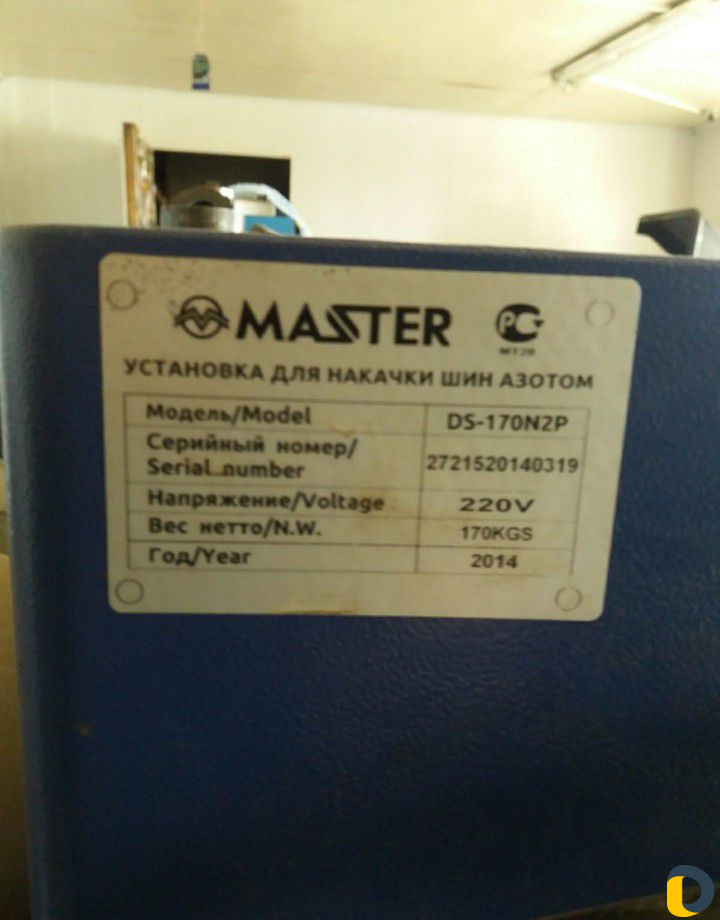 MASTER
УСТАНОВКА ДЛЯ НАКАЧКИ ШИН АЗОТОМ
Модель/Model DS-170N2P
Серийный номер/
Serial number 2721520140319
Напряжение/Voltage 220V
Вес нетто/N.W. 170KGS
Год/Year 2014